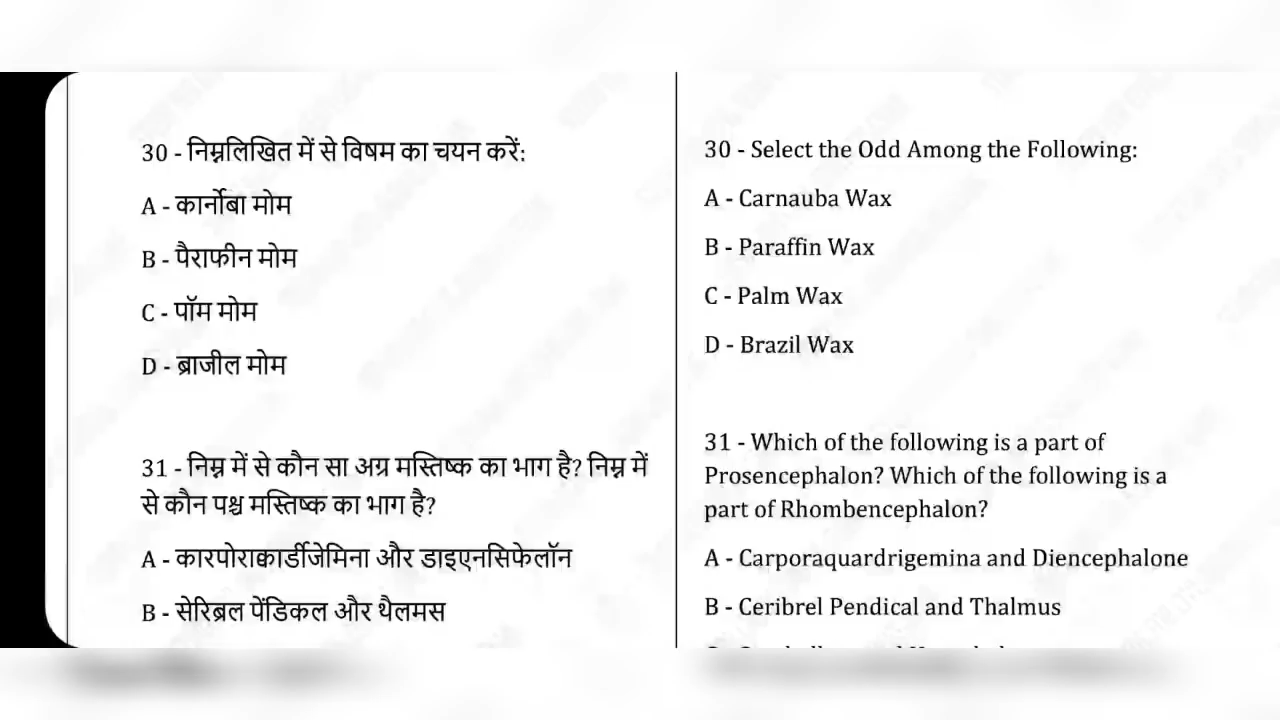 30 - निम्नलिखित में से विषम का चयन करें:
A - कार्नोबा मोम
B - पैराफीन मोम
C - पॉम मोम
D - ब्राजील मोम
31 - निम्न में से कौन सा अग्र मस्तिष्क का भाग है? निम्न में
से कौन पश्च मस्तिष्क का भाग है?
A - कारपोराक्वार्डीजेमिना और डाइएनसिफेलॉन
B - सेरिब्रल पेंडिकल और थैलमस
30 - Select the Odd Among the Following:
A - Carnauba Wax
B - Paraffin Wax
C - Palm Wax
D - Brazil Wax
31 - Which of the following is a part of
Prosencephalon? Which of the following is a
part of Rhombencephalon?
A - Carporaquardrigemina and Diencephalone
B - Ceribrel Pendical and Thalmus